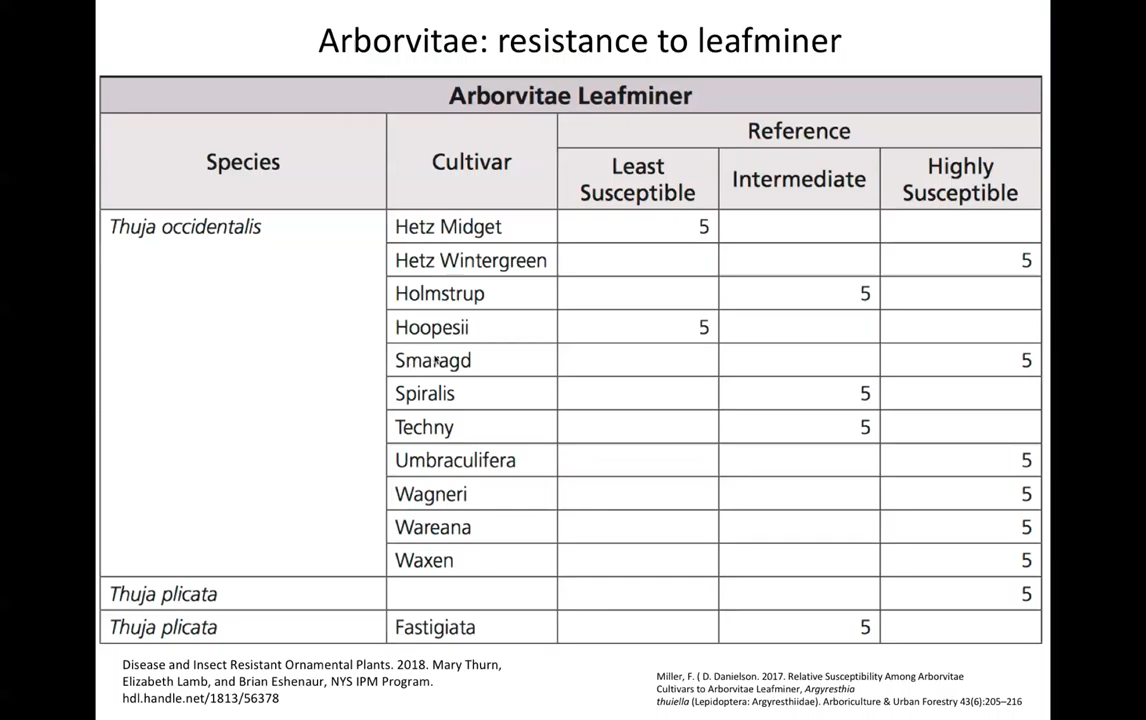 Arborvitae: resistance to leafminer
Arborvitae Leafminer
Species Cultivar Reference
Least Susceptible Intermediate Highly Susceptible
Thuja occidentalis Hetz Midget 5
Hetz Wintergreen 5
Holmstrup 5
Hoopesii 5
Smaragd 5
Spiralis 5
Techny 5
Umbraculifera 5
Wagneri 5
Wareana 5
Waxen 5
Thuja plicata 5
Thuja plicata Fastigiata 5
Disease and Insect Resistant Ornamental Plants. 2018. Mary Thurn,
Elizabeth Lamb, and Brian Eshenaur, NYS IPM Program.
hdl.handle.net/1813/56378
Miller, F. ( D. Danielson. 2017. Relative Susceptibility Among Arborvitae
Cultivars to Arborvitae Leafminer, Argyresthia
thuiella (Lepidoptera: Argyresthiidae). Arboriculture & Urban Forestry 43(6):205–216